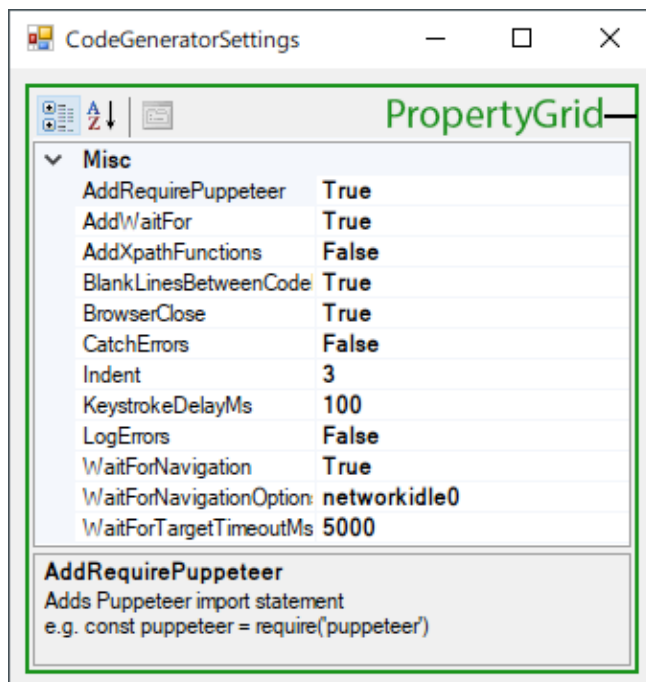 CodeGeneratorSettings
PropertyGrid
Misc
AddRequirePuppeteer True
AddWaitFor True
AddXpathFunctions False
BlankLinesBetweenCode True
BrowserClose True
CatchErrors False
Indent 3
KeystrokeDelayMs 100
LogErrors False
WaitForNavigation True
WaitForNavigationOption networkidle0
WaitForTargetTimeoutMs 5000
AddRequirePuppeteer
Adds Puppeteer import statement
e.g. const puppeteer = require('puppeteer')